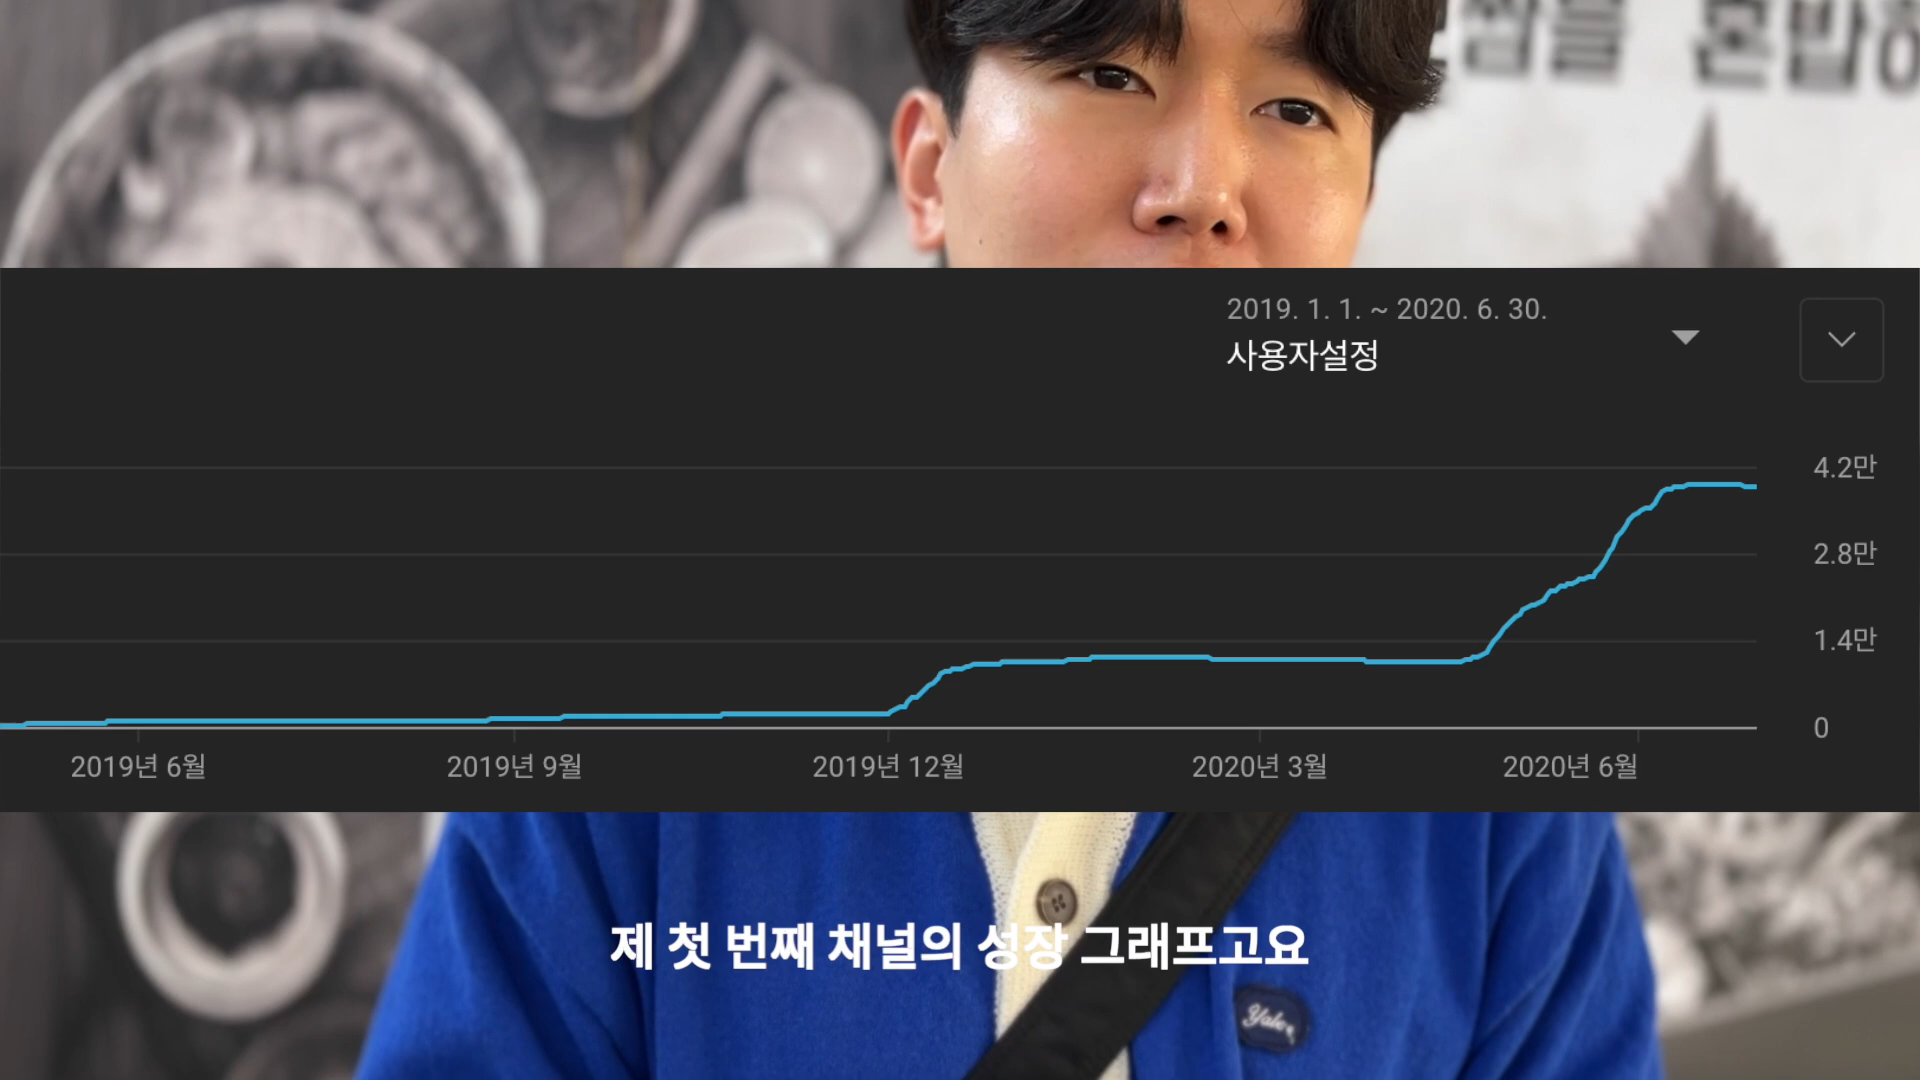 2019. 1. 1. ~ 2020. 6. 30.
사용자설정
4.2만
2.8만
1.4만
0
2019년 6월
2019년 9월
2019년 12월
2020년 3월
2020년 6월
제 첫 번째 채널의 성장 그래프고요
Yale